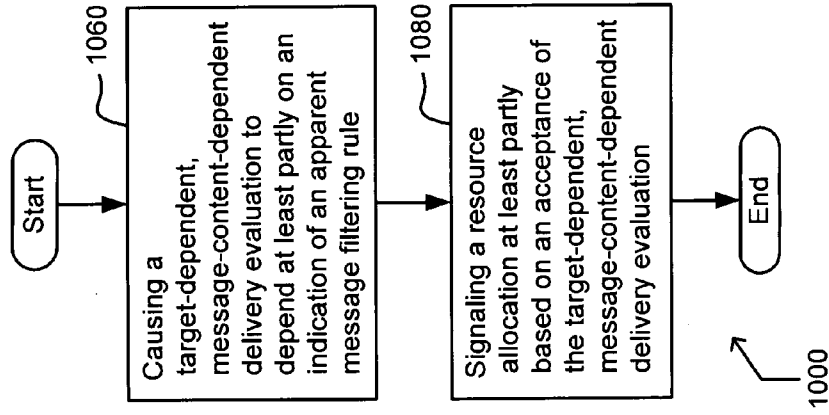 Start
Causing a
target-dependent,
message-content-dependent
delivery evaluation to
depend at least partly on an
indication of an apparent
message filtering rule
1060
Signaling a resource
allocation at least partly
based on an acceptance of
the target-dependent,
message-content-dependent
delivery evaluation
1080
End
1000